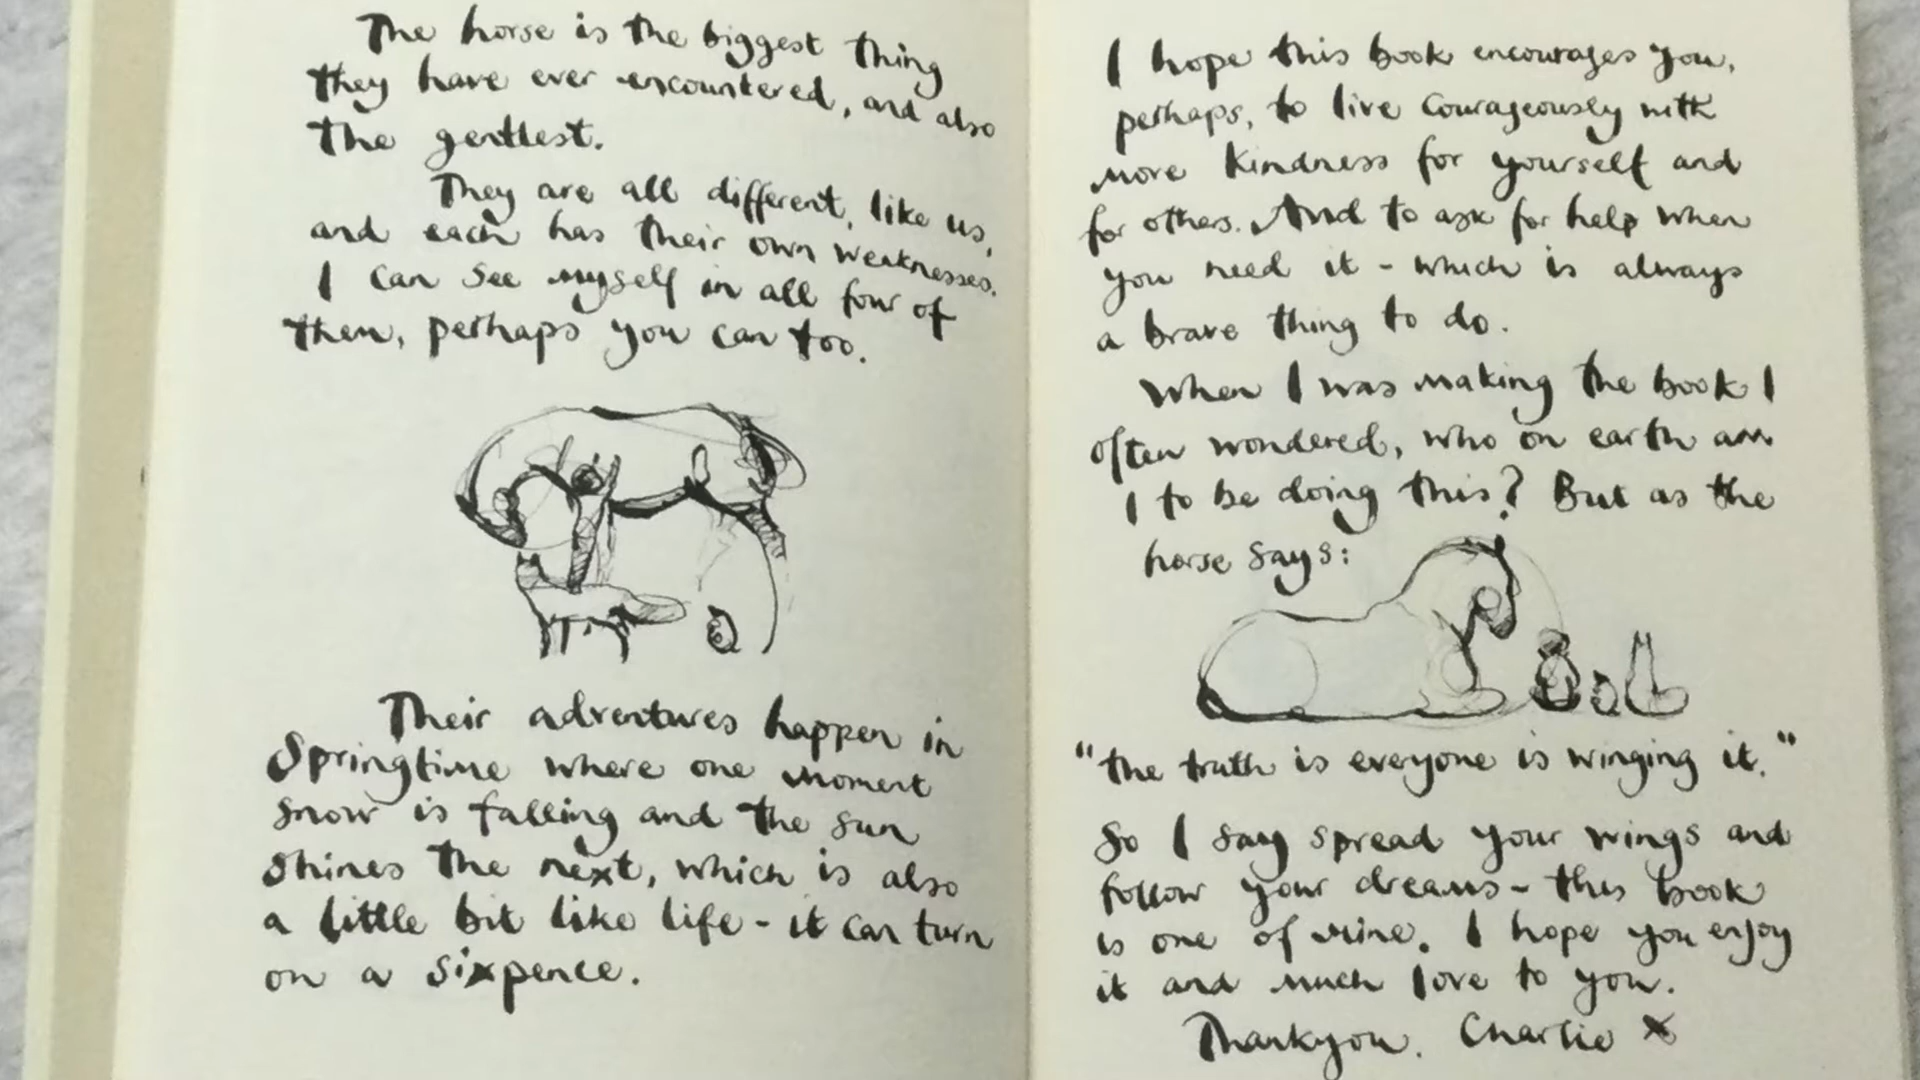 The horse is the biggest thing
they have ever encountered, and also
the gentlest.
They are all different, like us,
and each has their own weaknesses.
I can see myself in all four of
them, perhaps you can too.
Their adventures happen in
Springtime where one moment
snow is falling and the sun
shines the next, which is also
a little bit like life - it can turn
on a sixpence.
I hope this book encourages you,
perhaps, to live courageously with
more kindness for yourself and
for others. And to ask for help when
you need it - which is always
a brave thing to do.
When I was making the book I
often wondered, who on earth am
I to be doing this? But as the
horse says:
"the truth is everyone is winging it."
So I say spread your wings and
follow your dreams - this book
is one of mine. I hope you enjoy
it and much love to you.
Thankyou. Charlie x